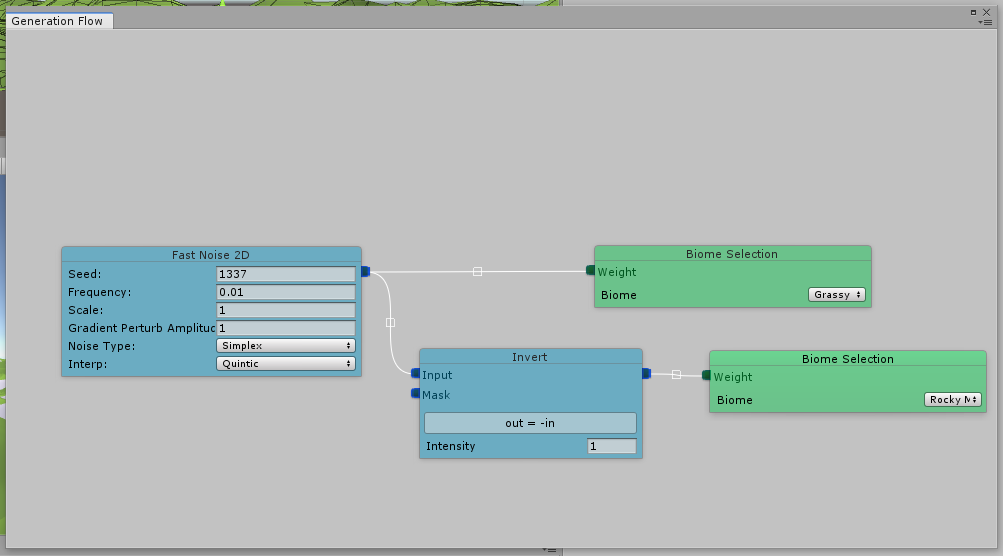 Generation Flow
Fast Noise 2D
Seed: 1337
Frequency: 0.01
Scale: 1
Gradient Perturb Amplitud 1
Noise Type: Simplex
Interp: Quintic
Biome Selection
Weight
Biome Grassy
Invert
Input
Mask
out = -in
Intensity 1
Biome Selection
Weight
Biome Rocky M